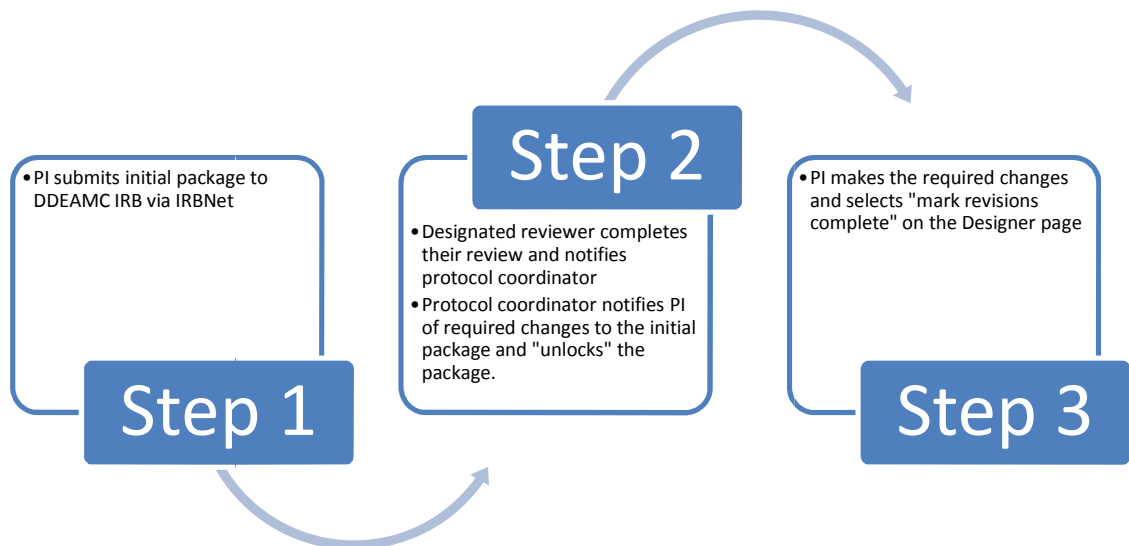 • PI submits initial package to
DDEAMC IRB via IRBNet
Step 1
Step 2
• Designated reviewer completes
their review and notifies
protocol coordinator
• Protocol coordinator notifies PI
of required changes to the initial
package and "unlocks" the
package.
• PI makes the required changes
and selects "mark revisions
complete" on the Designer page
Step 3